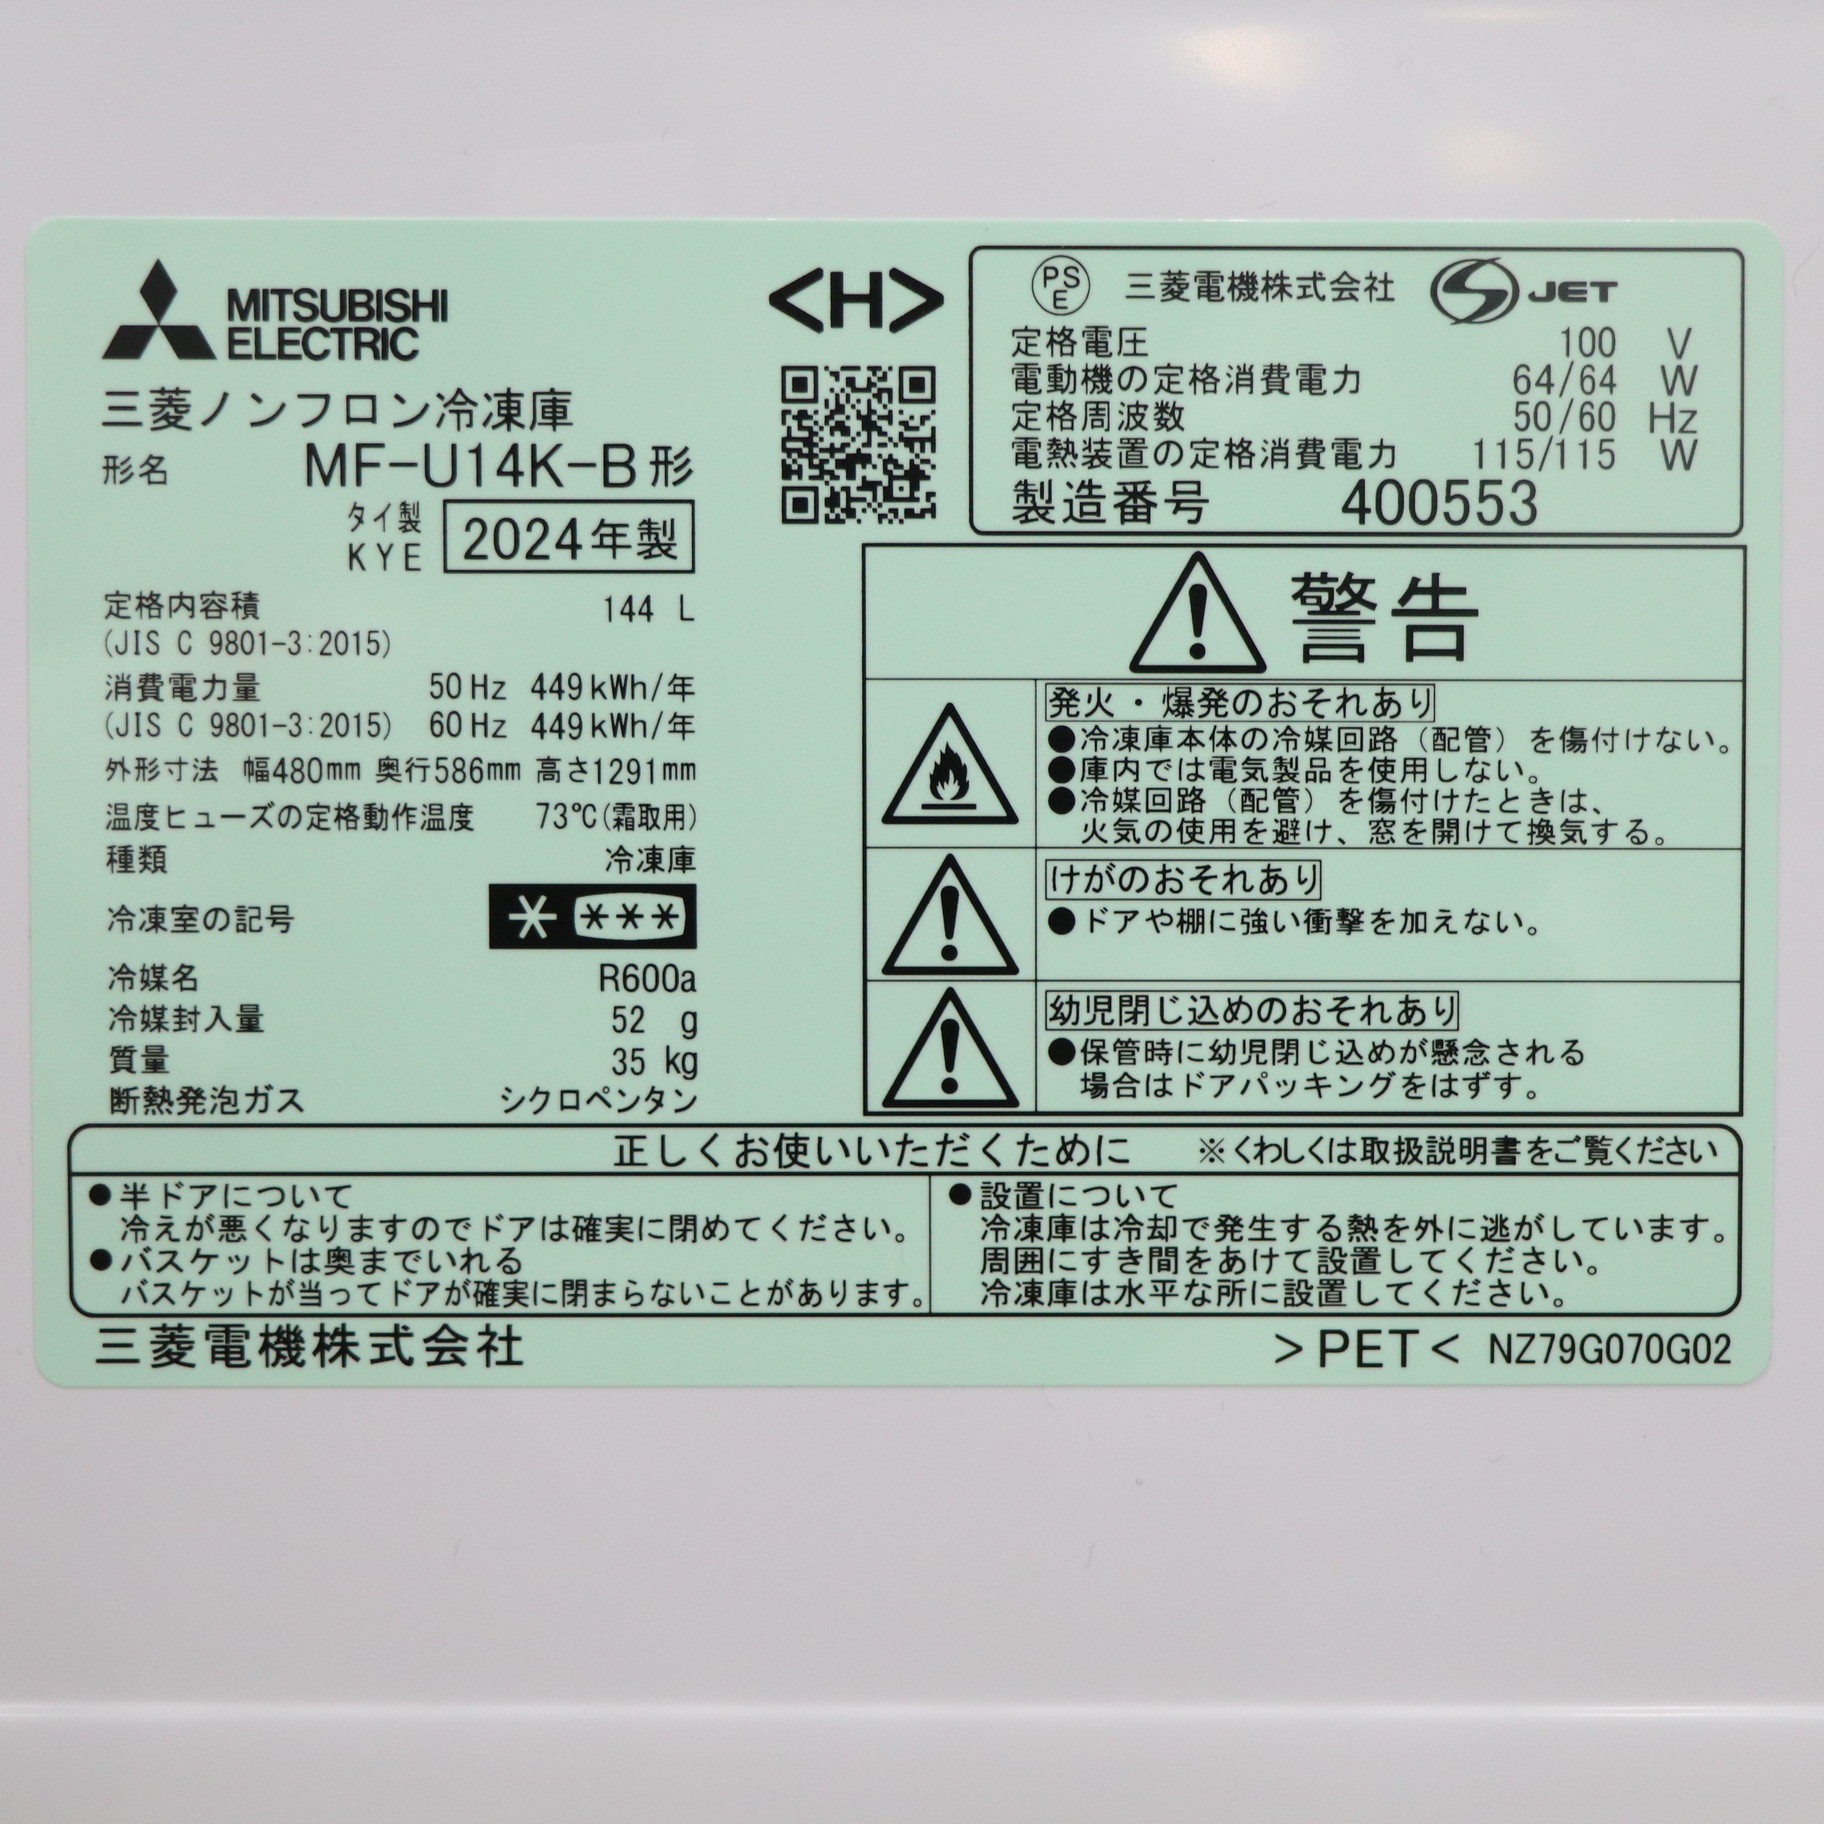 MITSUBISHI
ELECTRIC
三菱ノンフロン冷凍庫
形名 MF-U14K-B形
タイ製
KYE
2024年製
定格内容積 144 L
(JIS C 9801-3:2015)
消費電力量 50Hz 449kWh/年
(JIS C 9801-3:2015) 60Hz 449kWh/年
外形寸法 幅480mm 奥行586mm 高さ1291mm
温度ヒューズの定格動作温度 73℃(霜取用)
種類 冷凍庫
冷凍室の記号 * ***
冷媒名 R600a
冷媒封入量 52 g
質量 35 kg
断熱発泡ガス シクロペンタン
<H>
PS
E
三菱電機株式会社 JET
定格電圧 100 V
電動機の定格消費電力 64/64 W
定格周波数 50/60 Hz
電熱装置の定格消費電力 115/115 W
製造番号 400553
警告
発火・爆発のおそれあり
●冷凍庫本体の冷媒回路（配管）を傷付けない。
●庫内では電気製品を使用しない。
●冷媒回路（配管）を傷付けたときは、
火気の使用を避け、窓を開けて換気する。
けがのおそれあり
●ドアや棚に強い衝撃を加えない。
幼児閉じ込めのおそれあり
●保管時に幼児閉じ込めが懸念される
場合はドアパッキングをはずす。
正しくお使いいただくために ※くわしくは取扱説明書をご覧ください
●半ドアについて
冷えが悪くなりますのでドアは確実に閉めてください。
●バスケットは奥までいれる
バスケットが当ってドアが確実に閉まらないことがあります。
●設置について
冷凍庫は冷却で発生する熱を外に逃がしています。
周囲にすき間をあけて設置してください。
冷凍庫は水平な所に設置してください。
三菱電機株式会社
>PET< NZ79G070G02